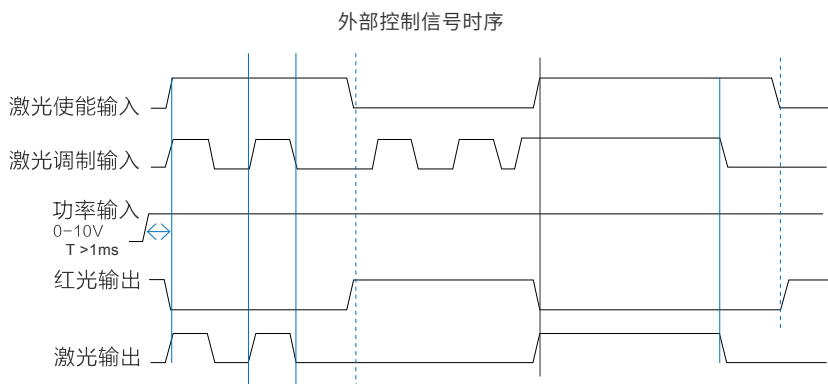 外部控制信号时序
激光使能输入
激光调制输入
功率输入
0-10V
T >1ms
红光输出
激光输出